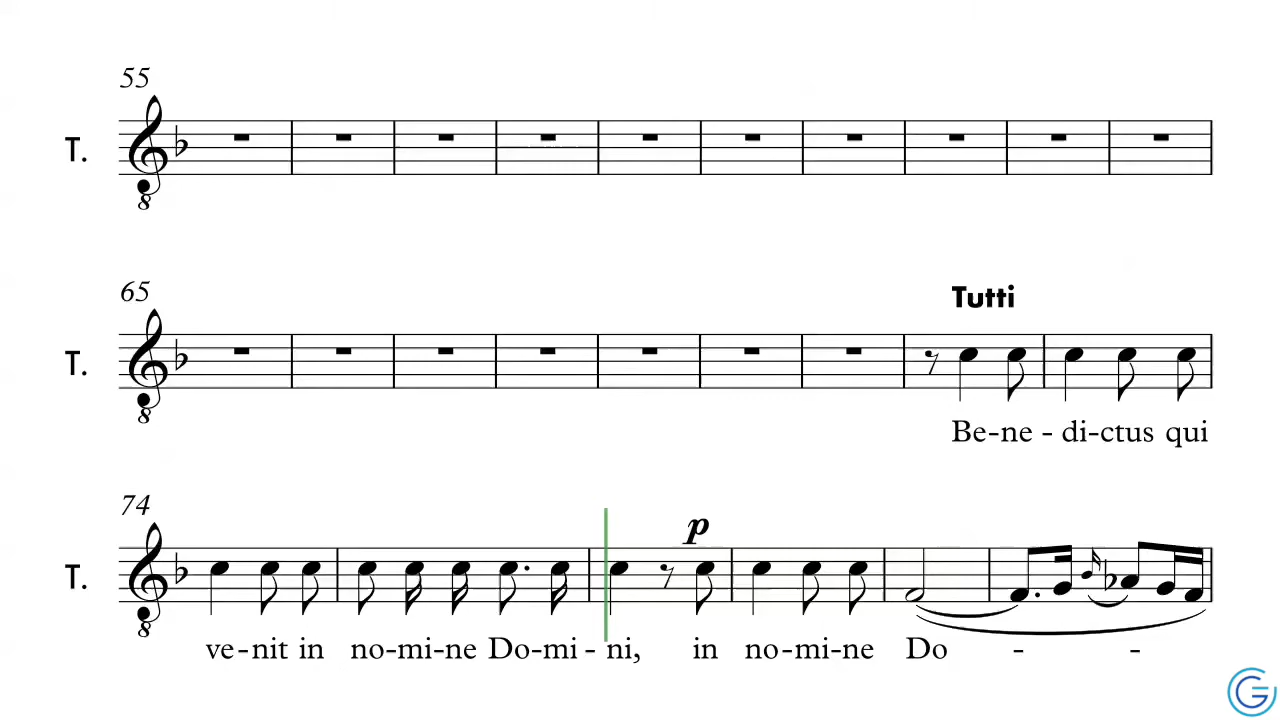 55
T.
65
Tutti
T.
Be-ne - di-ctus qui
74
p
T.
ve-nit in no-mi-ne Do-mi - ni, in no-mi-ne Do - -